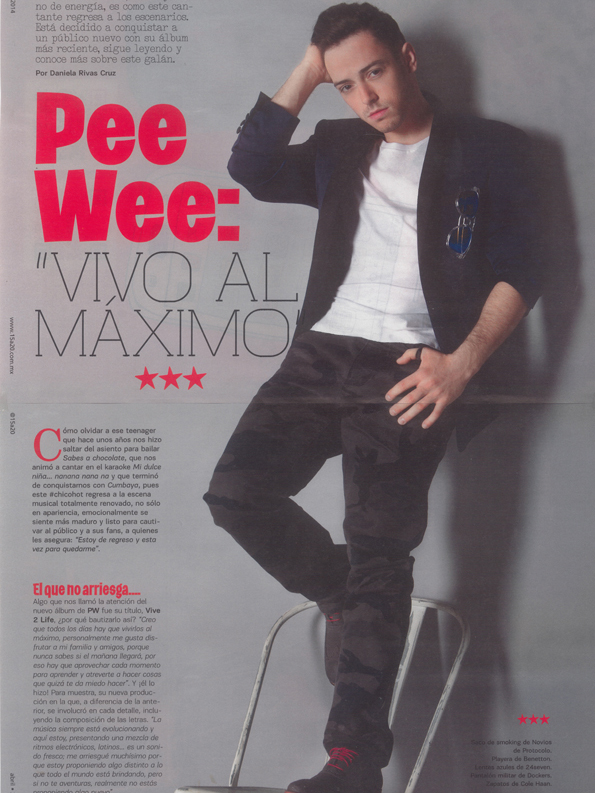 no de energía, es como este can-
tante regresa a los escenarios.
Está decidido a conquistar a
un público nuevo con su álbum
más reciente, sigue leyendo y
conoce más sobre este galán.
Por Daniela Rivas Cruz
Pee
Wee:
"VIVO AL
MÁXIMO"
2014
www.15a20.com.mx
@15a20
Cómo olvidar a ese teenager
que hace unos años nos hizo
saltar del asiento para bailar
Sabes a chocolate, que nos
animó a cantar en el karaoke Mi dulce
niña... nanana nana na y que terminó
de conquistarnos con Cumbaya, pues
este #chicohot regresa a la escena
musical totalmente renovado, no sólo
en apariencia, emocionalmente se
siente más maduro y listo para cauti-
var al público y a sus fans, a quienes
les asegura: "Estoy de regreso y esta
vez para quedarme".
El que no arriesga....
Algo que nos llamó la atención del
nuevo álbum de PW fue su título, Vive
2 Life, ¿por qué bautizarlo así? "Creo
que todos los días hay que vivirlos al
máximo, personalmente me gusta dis-
frutar a mi familia y amigos, porque
nunca sabes si el mañana llegará, por
eso hay que aprovechar cada momento
para aprender y atreverte a hacer cosas
que quizá te da miedo hacer". Y ¡él lo
hizo! Para muestra, su nueva produc-
ción en la que, a diferencia de la ante-
rior, se involucró en cada detalle, inclu-
yendo la composición de las letras. "La
música siempre está evolucionando y
aquí estoy, presentando una mezcla de
ritmos electrónicos, latinos... es un soni-
do fresco; me arriesgué muchísimo por-
que estoy proponiendo algo distinto a lo
que todo el mundo está brindando, pero
si no te aventuras, realmente no estás
proponiendo algo nuevo"
de smoking de Novios
de Protocolo.
Playera de Benetton.
Lentes azules de 24seven.
Pantalón militar de Dockers.
Zapatos de Cole Haan.